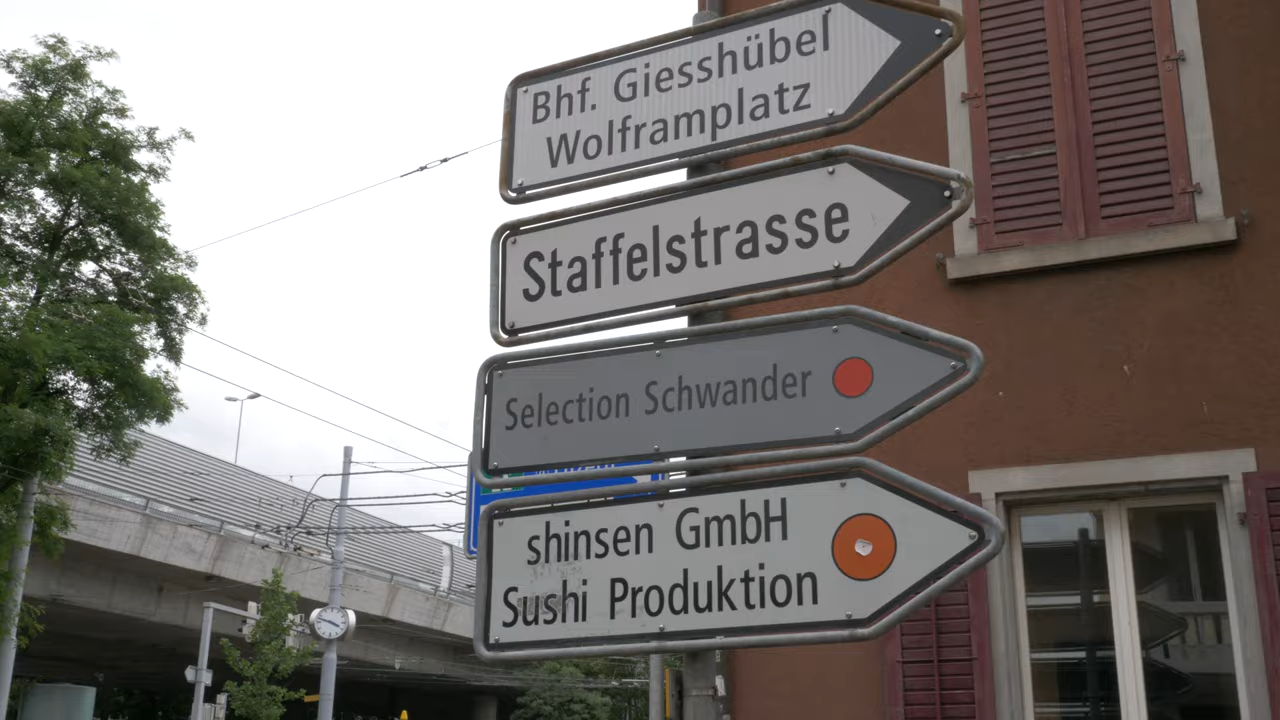 Bhf. Giesshübel
Wolframplatz
Staffelstrasse
Selection Schwander
shinsen GmbH
Sushi Produktion